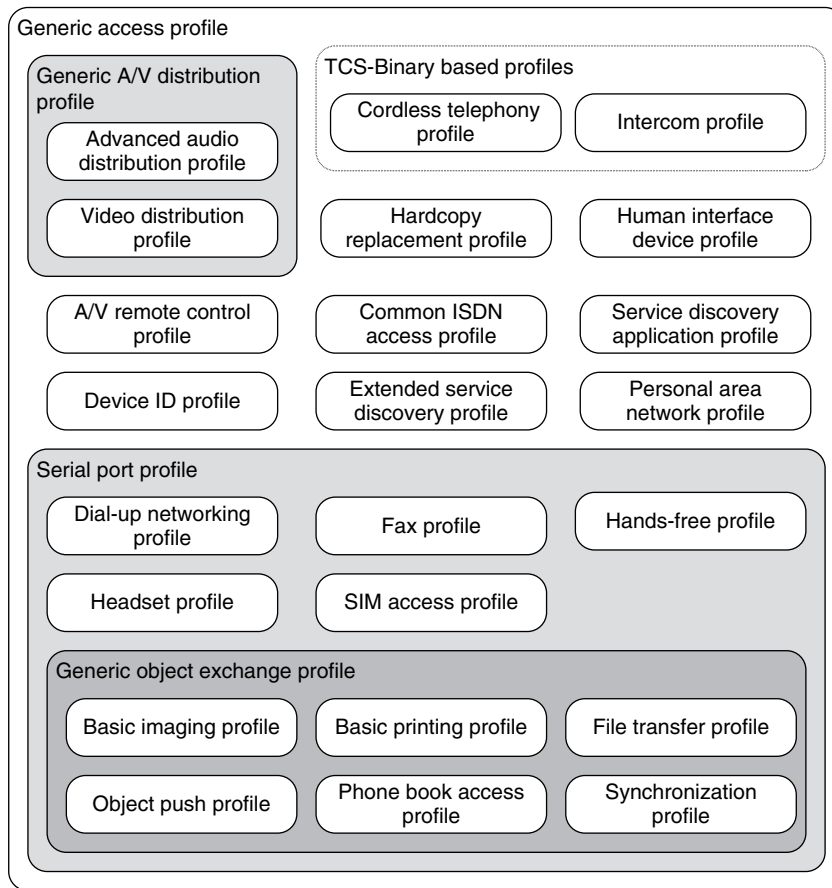 Generic access profile
Generic A/V distribution
profile
Advanced audio
distribution profile
Video distribution
profile
TCS-Binary based profiles
Cordless telephony
profile
Intercom profile
Hardcopy
replacement profile
Human interface
device profile
A/V remote control
profile
Common ISDN
access profile
Service discovery
application profile
Device ID profile
Extended service
discovery profile
Personal area
network profile
Serial port profile
Dial-up networking
profile
Fax profile
Hands-free profile
Headset profile
SIM access profile
Generic object exchange profile
Basic imaging profile
Basic printing profile
File transfer profile
Object push profile
Phone book access
profile
Synchronization
profile